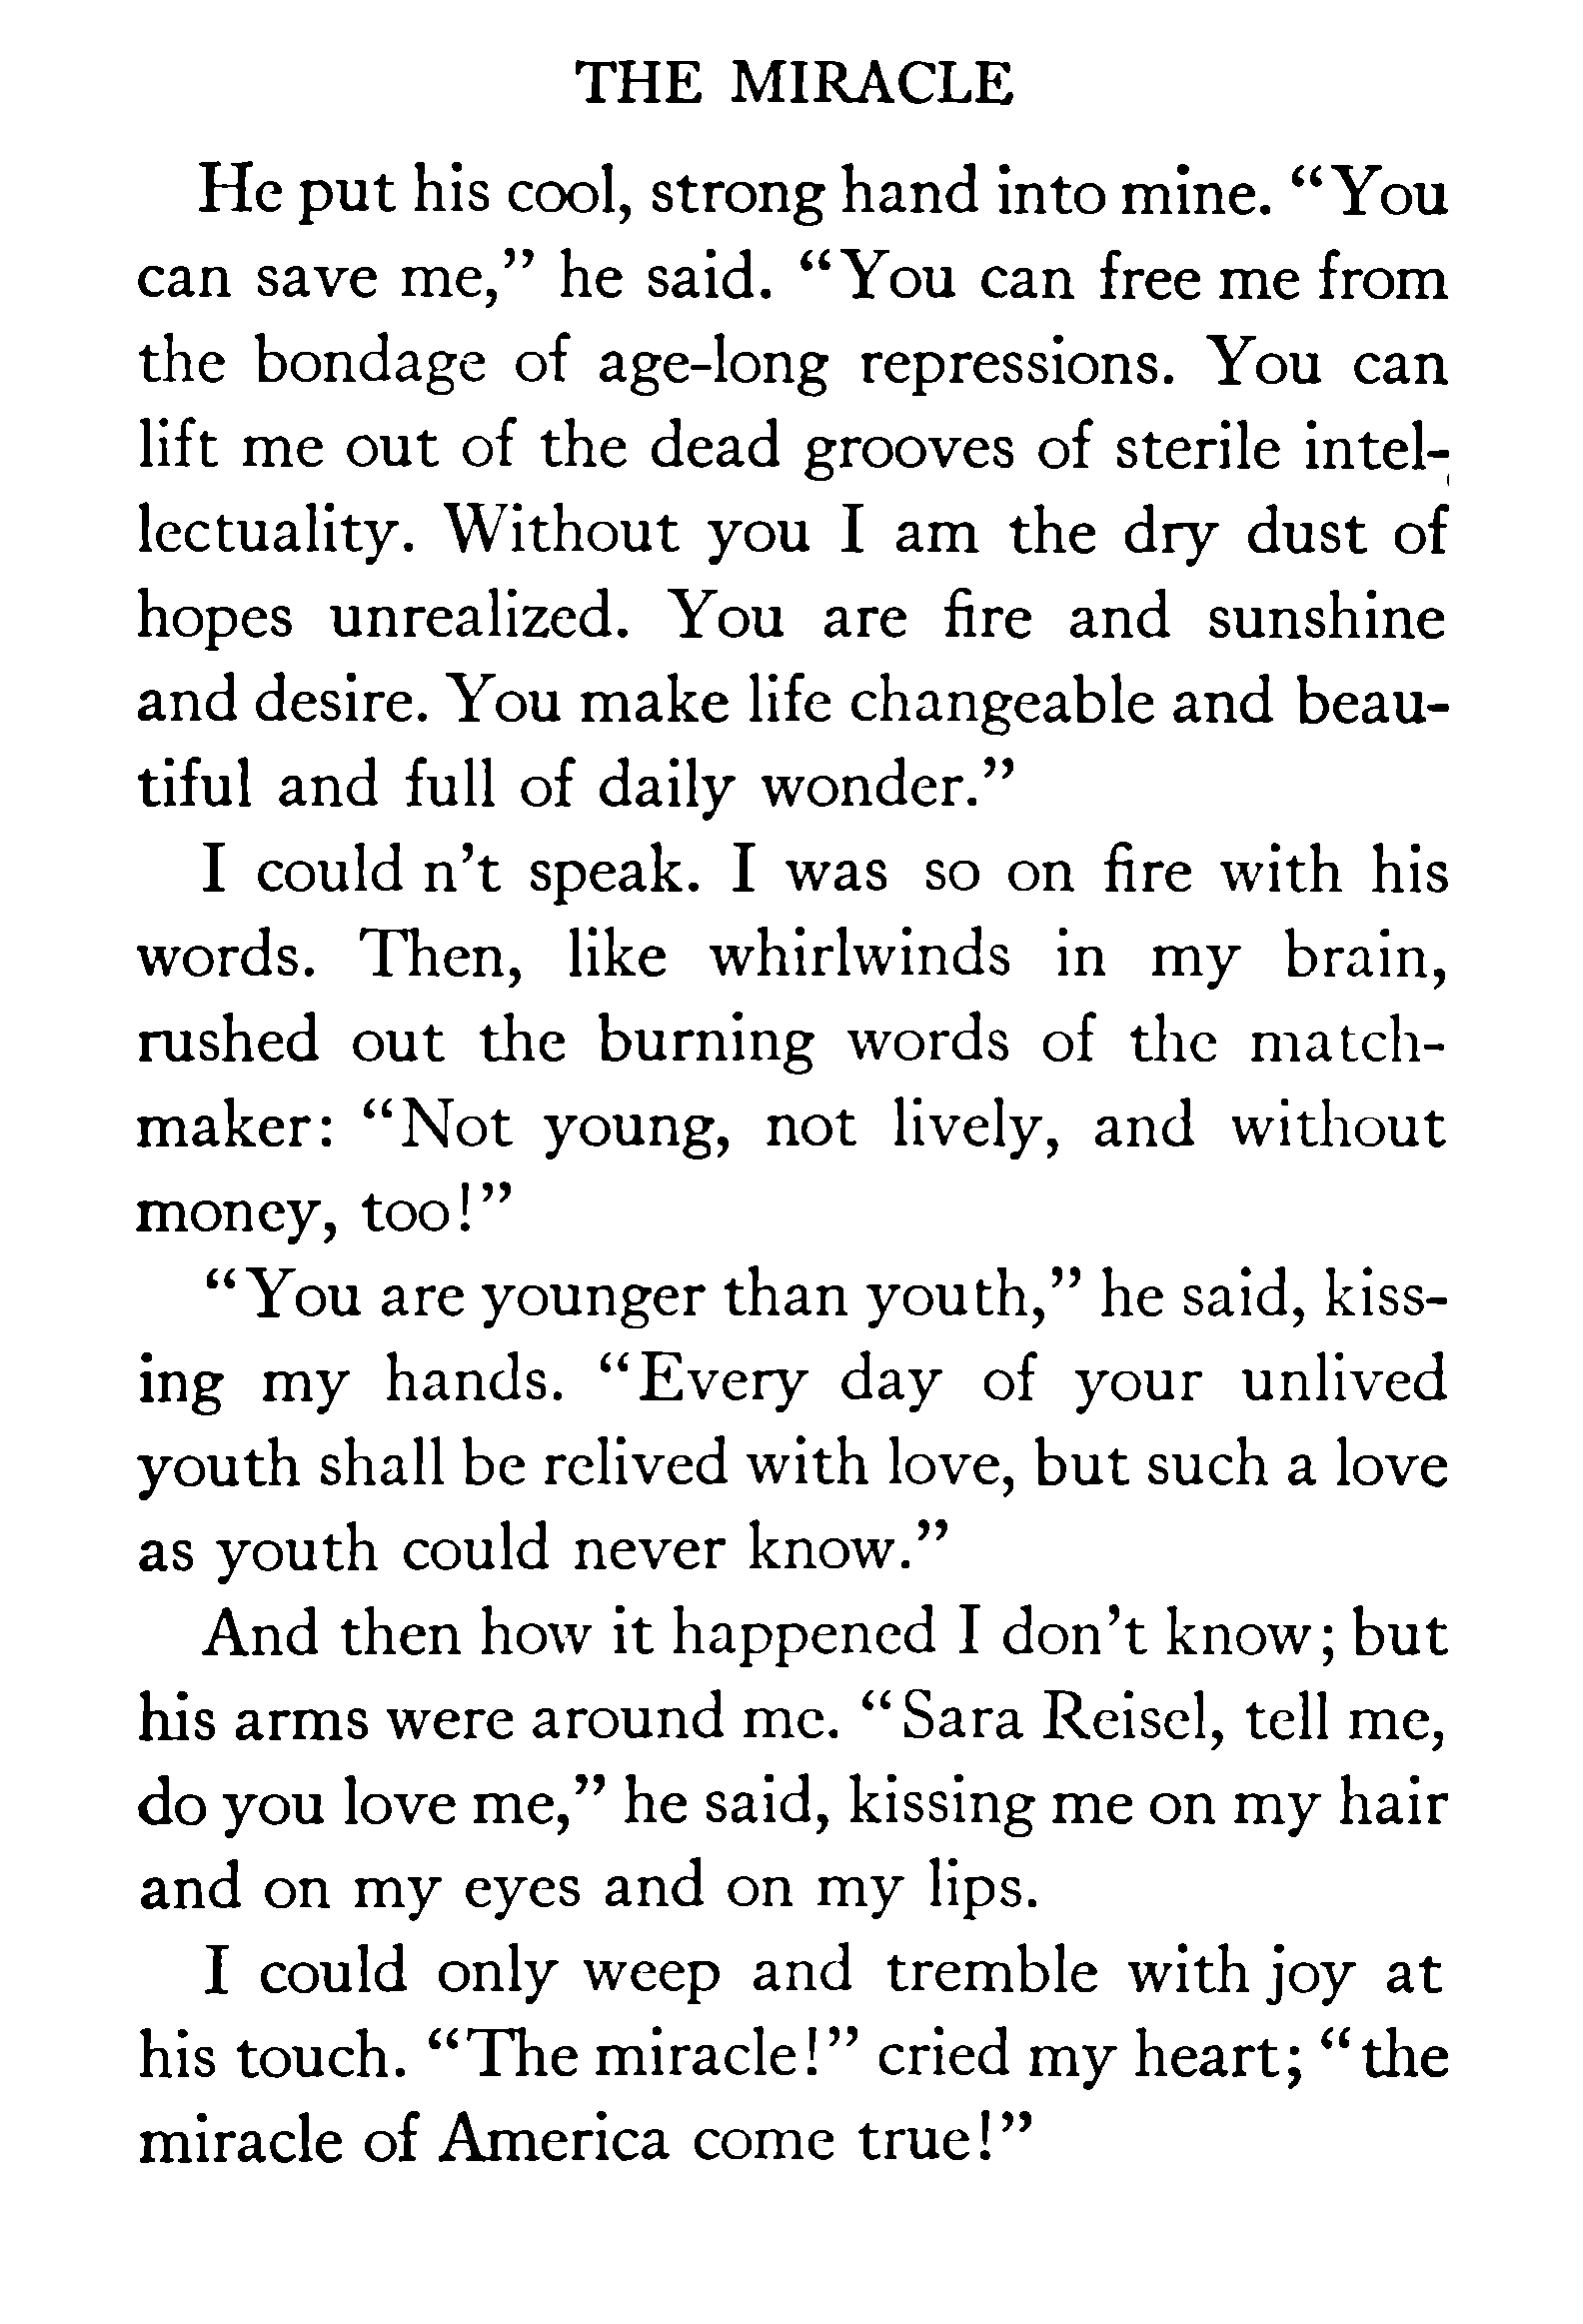 THE MIRACLE
He put his cool, strong hand into mine. “You
can save me,” he said. “You can free me from
the bondage of age-long repressions. You can
lift me out of the dead grooves of sterile intel-
lectuality. Without you I am the dry dust of
hopes unrealized. You are fire and sunshine
and desire. You make life changeable and beau-
tiful and full of daily wonder.”
I could n’t speak. I was so on fire with his
words. Then, like whirlwinds in my brain,
rushed out the burning words of the match-
maker: “Not young, not lively, and without
money, too!”
“You are younger than youth,” he said, kiss-
ing my hands. “Every day of your unlived
youth shall be relived with love, but such a love
as youth could never know.”
And then how it happened I don’t know; but
his arms were around me. “Sara Reisel, tell me,
do you love me,” he said, kissing me on my hair
and on my eyes and on my lips.
I could only weep and tremble with joy at
his touch. “The miracle!” cried my heart; “the
miracle of America come true!”